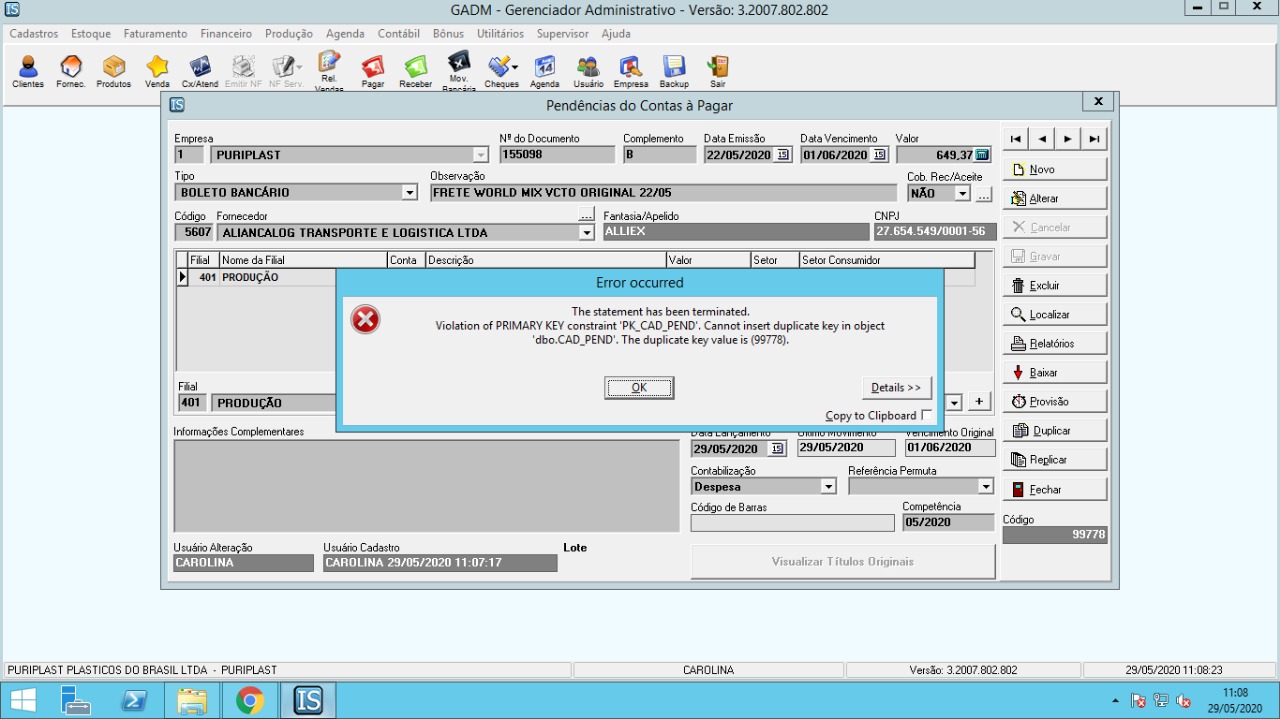 IS
GADM - Gerenciador Administrativo - Versão: 3.2007.802.802
Cadastros Estoque Faturamento Financeiro Produção Agenda Contábil Bônus Utilitários Supervisor Ajuda
Clientes Fornec. Produtos Venda Cx/Atend Emitir NF NF Serv. Rel. Vendas Pagar Receber Mov. Bancária Cheques Agenda Usuário Empresa Backup Sair
IS Pendências do Contas à Pagar
Empresa Nº do Documento Complemento Data Emissão Data Vencimento Valor
1 PURIPLAST 155098 B 22/05/2020 01/06/2020 649,37
Tipo Observação Cob. Rec/Aceite
BOLETO BANCÁRIO FRETE WORLD MIX VCTO ORIGINAL 22/05 NÃO ...
Código Fornecedor ... Fantasia/Apelido CNPJ
5607 ALIANCALOG TRANSPORTE E LOGISTICA LTDA ALLIEX 27.654.549/0001-56
Filial Nome da Filial Conta Descrição Valor Setor Setor Consumidor
401 PRODUÇÃO
Error occurred
The statement has been terminated.
Violation of PRIMARY KEY constraint 'PK_CAD_PEND'. Cannot insert duplicate key in object
'dbo.CAD_PEND'. The duplicate key value is (99778).
OK
Details >>
Copy to Clipboard
Filial
401 PRODUÇÃO +
Informações Complementares
Data Lançamento Último Movimento Vencimento Original
29/05/2020 29/05/2020 01/06/2020
Contabilização Referência Permuta
Despesa
Código de Barras Competência
05/2020
Usuário Alteração Usuário Cadastro Lote
CAROLINA CAROLINA 29/05/2020 11:07:17
Visualizar Títulos Originais
Novo
Alterar
Cancelar
Gravar
Excluir
Localizar
Relatórios
Baixar
Provisão
Duplicar
Replicar
Fechar
Código
99778
PURIPLAST PLASTICOS DO BRASIL LTDA - PURIPLAST CAROLINA Versão: 3.2007.802.802 29/05/2020 11:08:23
IS
11:08
29/05/2020